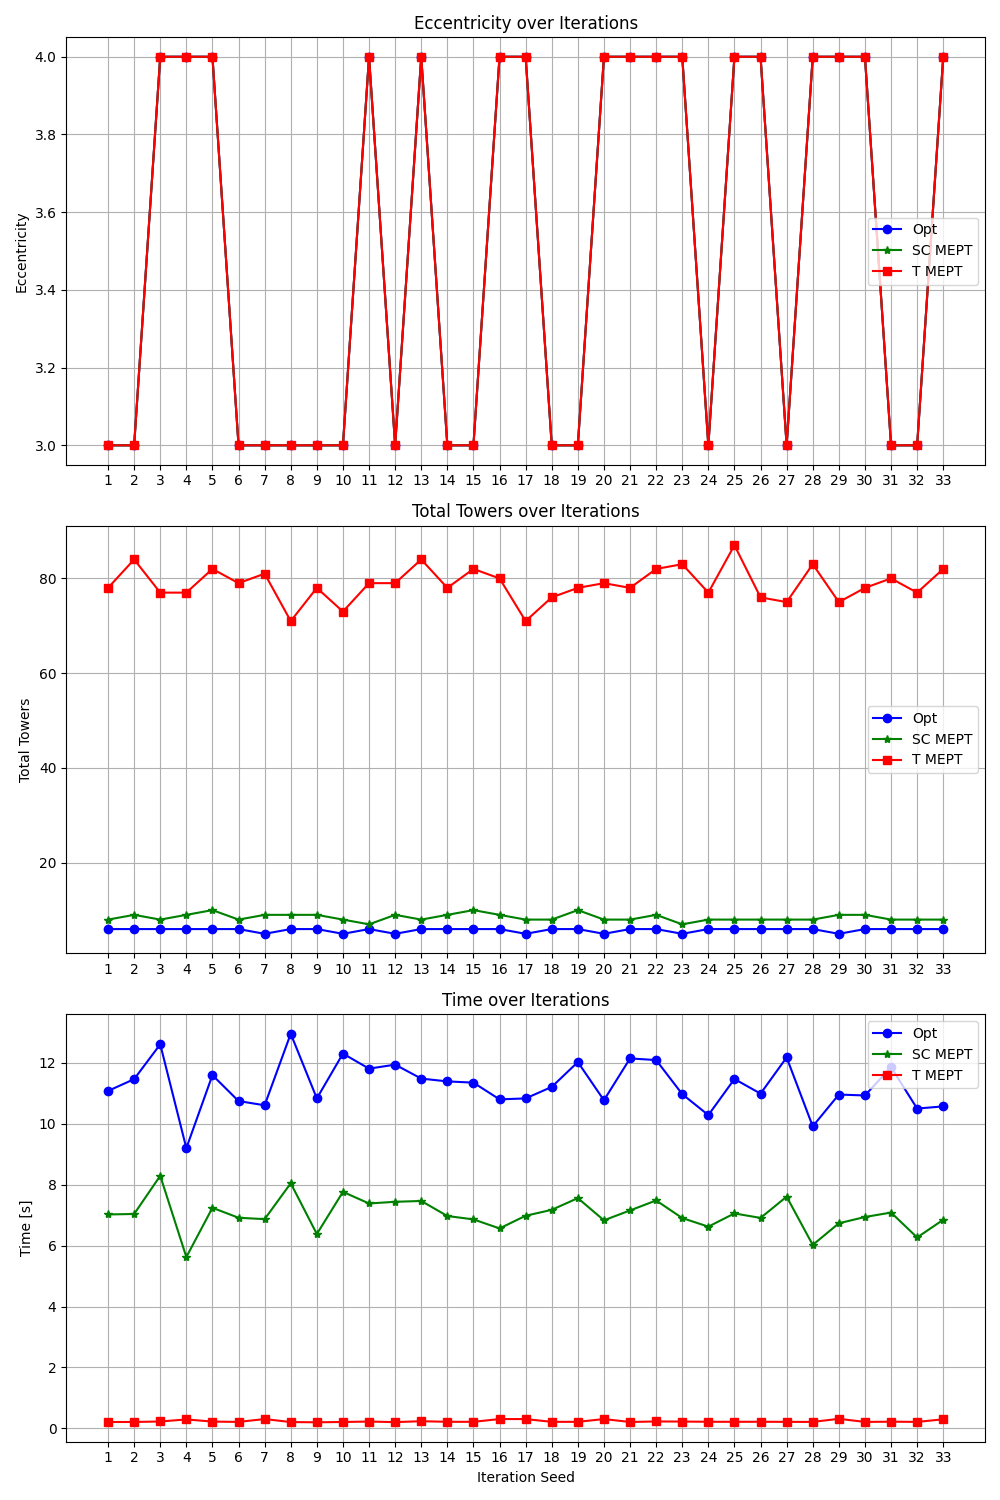 Eccentricity over Iterations
Eccentricity
4.0
3.8
3.6
3.4
3.2
3.0
Opt
SC MEPT
T MEPT
1 2 3 4 5 6 7 8 9 10 11 12 13 14 15 16 17 18 19 20 21 22 23 24 25 26 27 28 29 30 31 32 33
Total Towers over Iterations
Total Towers
80
60
40
20
Opt
SC MEPT
T MEPT
1 2 3 4 5 6 7 8 9 10 11 12 13 14 15 16 17 18 19 20 21 22 23 24 25 26 27 28 29 30 31 32 33
Time over Iterations
Time [s]
12
10
8
6
4
2
0
Opt
SC MEPT
T MEPT
1 2 3 4 5 6 7 8 9 10 11 12 13 14 15 16 17 18 19 20 21 22 23 24 25 26 27 28 29 30 31 32 33
Iteration Seed